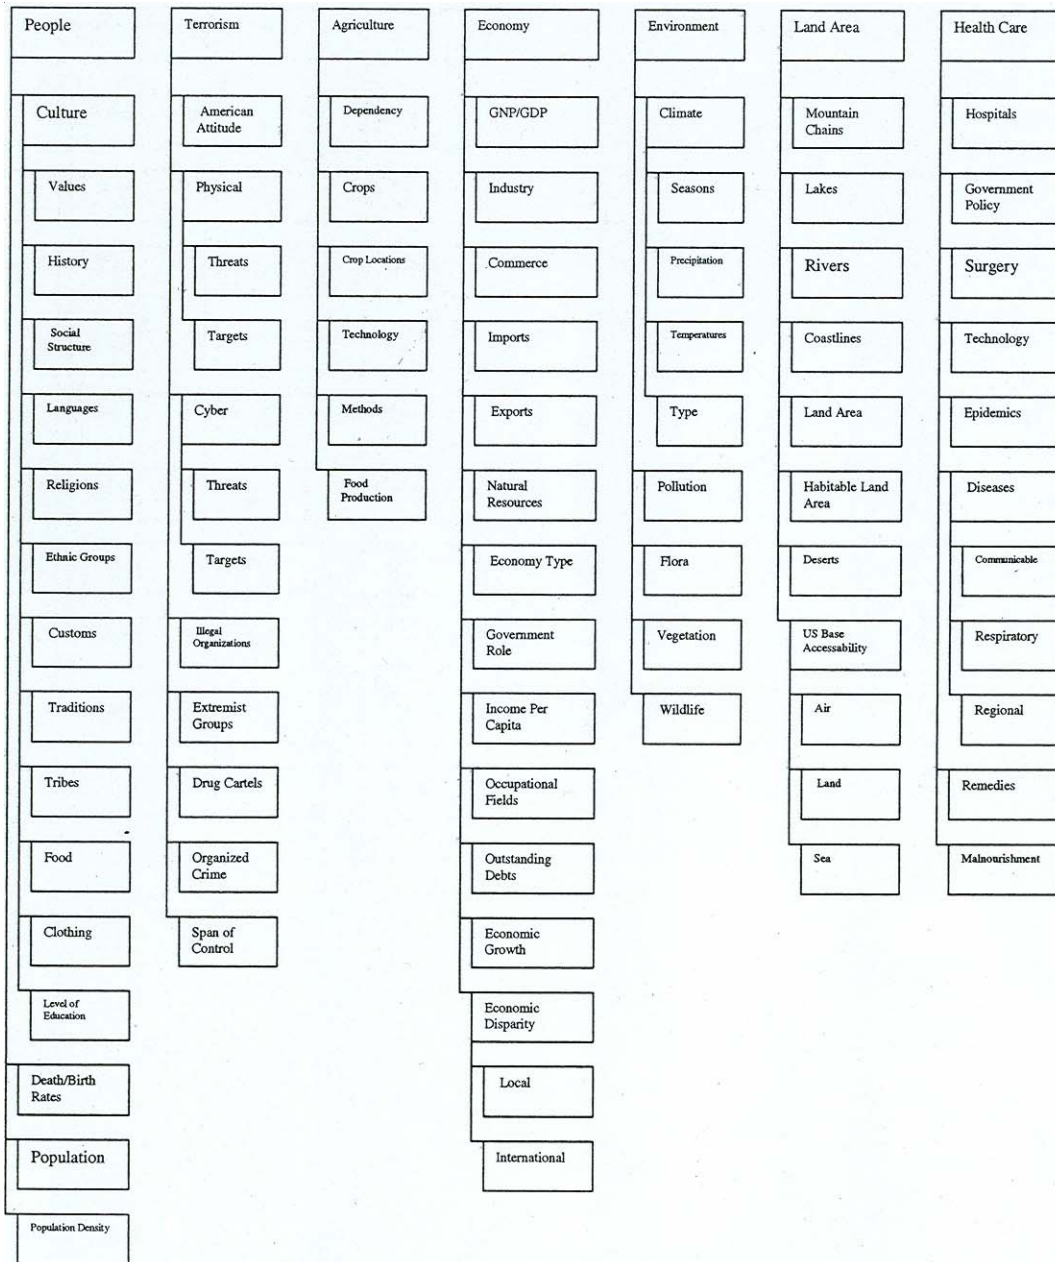 People
Culture
Values
History
Social
Structure
Languages
Religions
Ethnic Groups
Customs
Traditions
Tribes
Food
Clothing
Level of
Education
Death/Birth
Rates
Population
Population Density
Terrorism
American
Attitude
Physical
Threats
Targets
Cyber
Threats
Targets
Illegal
Organizations
Extremist
Groups
Drug Cartels
Organized
Crime
Span of
Control
Agriculture
Dependency
Crops
Crop Locations
Technology
Methods
Food
Production
Economy
GNP/GDP
Industry
Commerce
Imports
Exports
Natural
Resources
Economy Type
Government
Role
Income Per
Capita
Occupational
Fields
Outstanding
Debts
Economic
Growth
Economic
Disparity
Local
International
Environment
Climate
Seasons
Precipitation
Temperatures
Type
Pollution
Flora
Vegetation
Wildlife
Land Area
Mountain
Chains
Lakes
Rivers
Coastlines
Land Area
Habitable Land
Area
Deserts
US Base
Accessability
Air
Land
Sea
Health Care
Hospitals
Government
Policy
Surgery
Technology
Epidemics
Diseases
Communicable
Respiratory
Regional
Remedies
Malnourishment